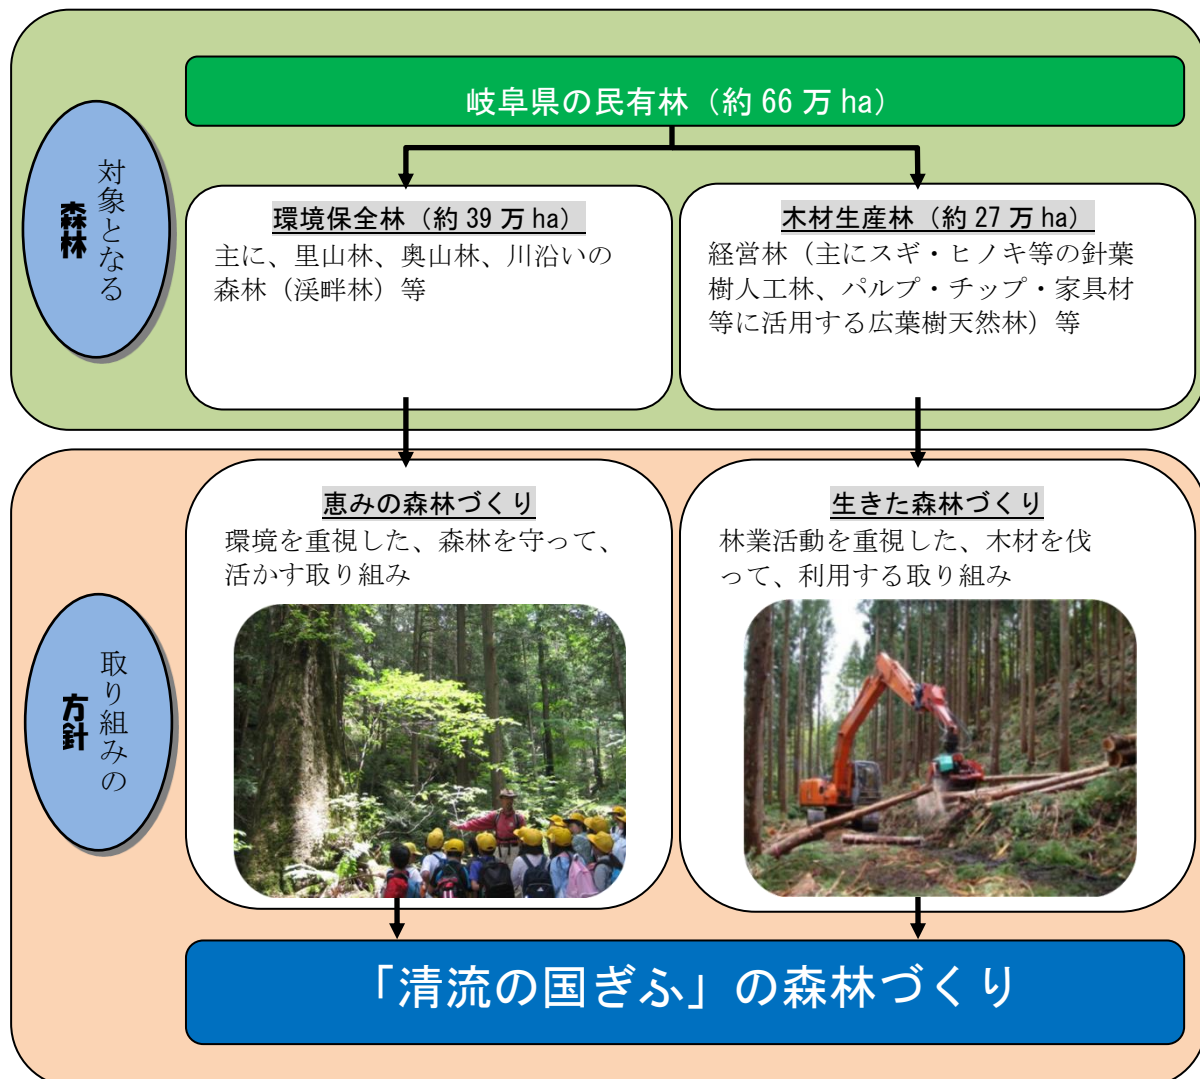 岐阜県の民有林（約 66 万 ha）
対象となる
森林
環境保全林（約 39 万 ha）
主に、里山林、奥山林、川沿いの
森林（渓畔林）等
木材生産林（約 27 万 ha）
経営林（主にスギ・ヒノキ等の針葉
樹人工林、パルプ・チップ・家具材
等に活用する広葉樹天然林）等
取り組みの
方針
恵みの森林づくり
環境を重視した、森林を守って、
活かす取り組み
生きた森林づくり
林業活動を重視した、木材を伐
って、利用する取り組み
「清流の国ぎふ」の森林づくり